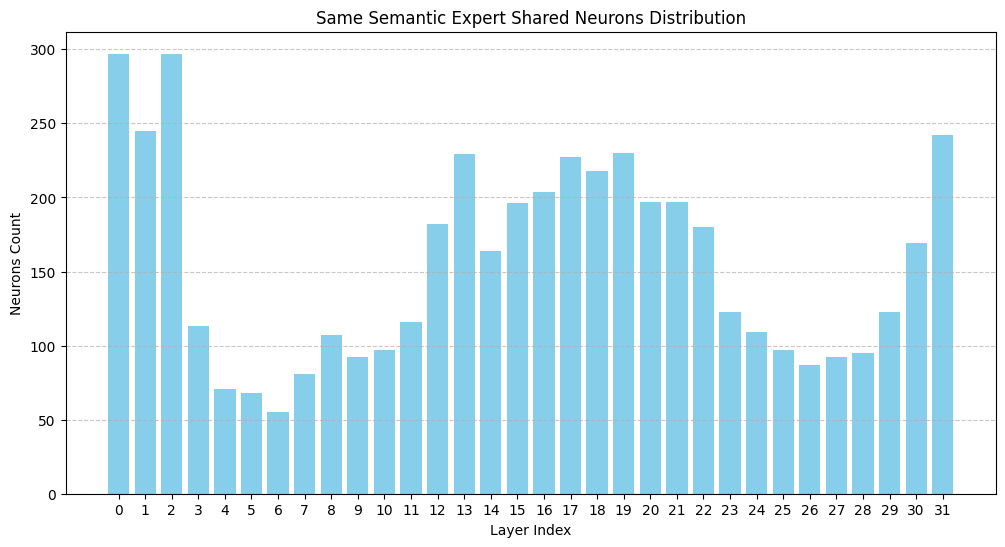 Same Semantic Expert Shared Neurons Distribution
Neurons Count
300
250
200
150
100
50
0
0 1 2 3 4 5 6 7 8 9 10 11 12 13 14 15 16 17 18 19 20 21 22 23 24 25 26 27 28 29 30 31
Layer Index